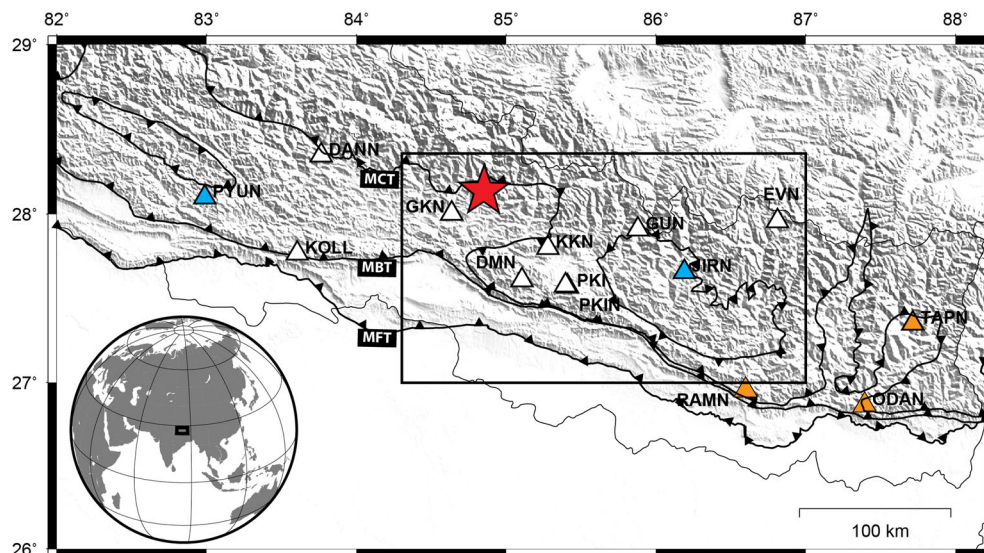 82° 83° 84° 85° 86° 87° 88°
29°
DANN
MCT
PYUN
EVN
28°
GKN
GUN
KKN
KOLL
MBT
DMN
JIRN
PKI
PKIN
TAPN
MFT
27°
RAMN
ODAN
100 km
26°